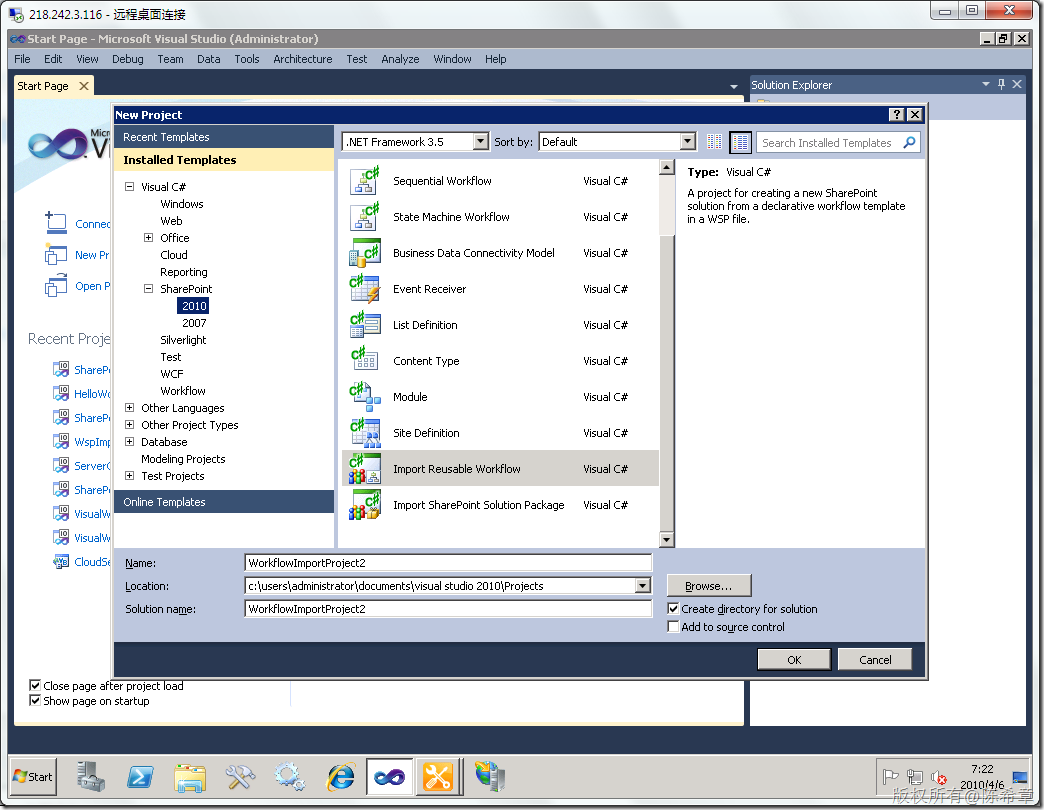 218.242.3.116 - 远程桌面连接
Start Page - Microsoft Visual Studio (Administrator)
File Edit View Debug Team Data Tools Architecture Test Analyze Window Help
Start Page
Solution Explorer
New Project
Recent Templates
.NET Framework 3.5 Sort by: Default Search Installed Templates
Installed Templates
Visual C#
Windows
Web
Office
Cloud
Reporting
SharePoint
2010
2007
Silverlight
Test
WCF
Workflow
Other Languages
Other Project Types
Database
Modeling Projects
Test Projects
Online Templates
Sequential Workflow Visual C#
State Machine Workflow Visual C#
Business Data Connectivity Model Visual C#
Event Receiver Visual C#
List Definition Visual C#
Content Type Visual C#
Module Visual C#
Site Definition Visual C#
Import Reusable Workflow Visual C#
Import SharePoint Solution Package Visual C#
Type: Visual C#
A project for creating a new SharePoint
solution from a declarative workflow template
in a WSP file.
Connec
New Pr
Open P
Recent Proje
ShareP
HelloWo
ShareP
WspImp
ServerC
ShareP
VisualW
VisualW
CloudSe
Name: WorkflowImportProject2
Location: c:\users\administrator\documents\visual studio 2010\Projects Browse...
Solution name: WorkflowImportProject2
Create directory for solution
Add to source control
OK Cancel
Close page after project load
Show page on startup
Start
7:22
2010/4/6
版权所有@陈希章